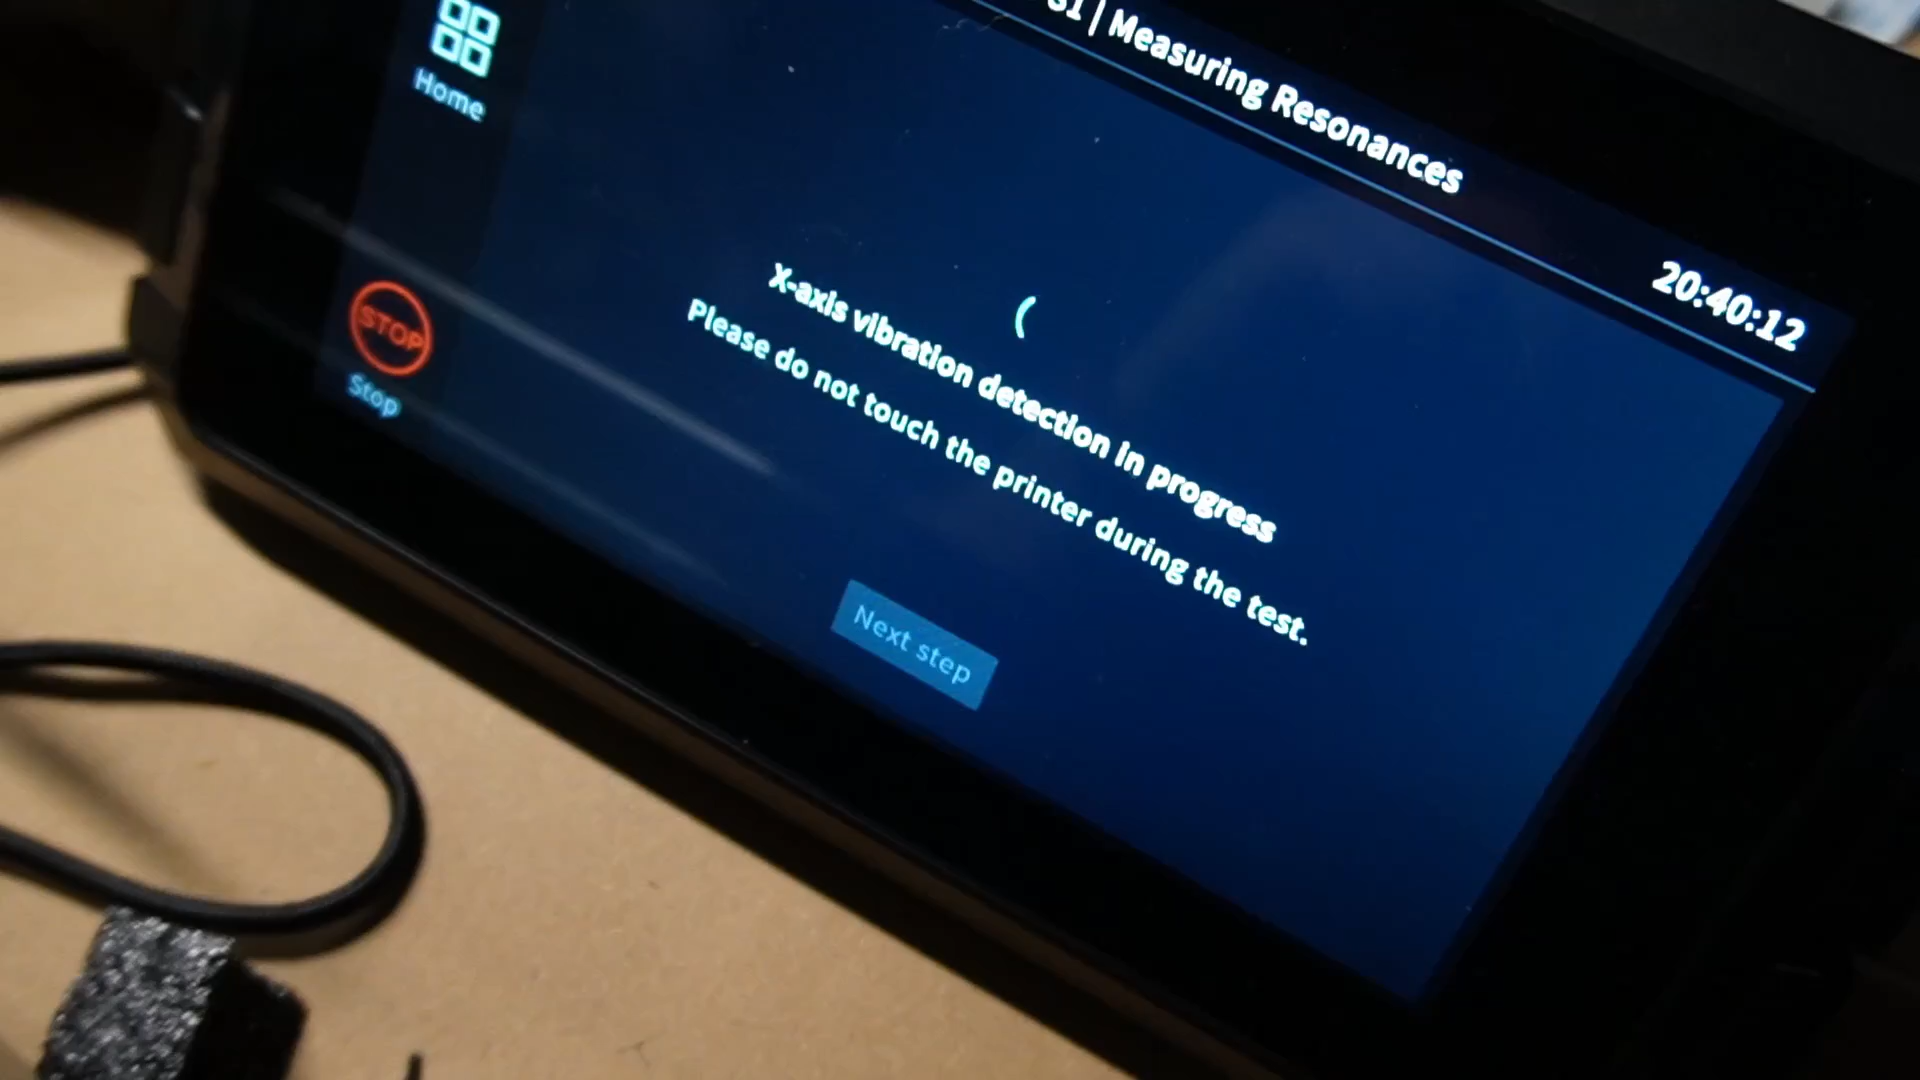 Home
| Measuring Resonances
20:40:12
X-axis vibration detection in progress
Please do not touch the printer during the test.
STOP
Stop
Next step